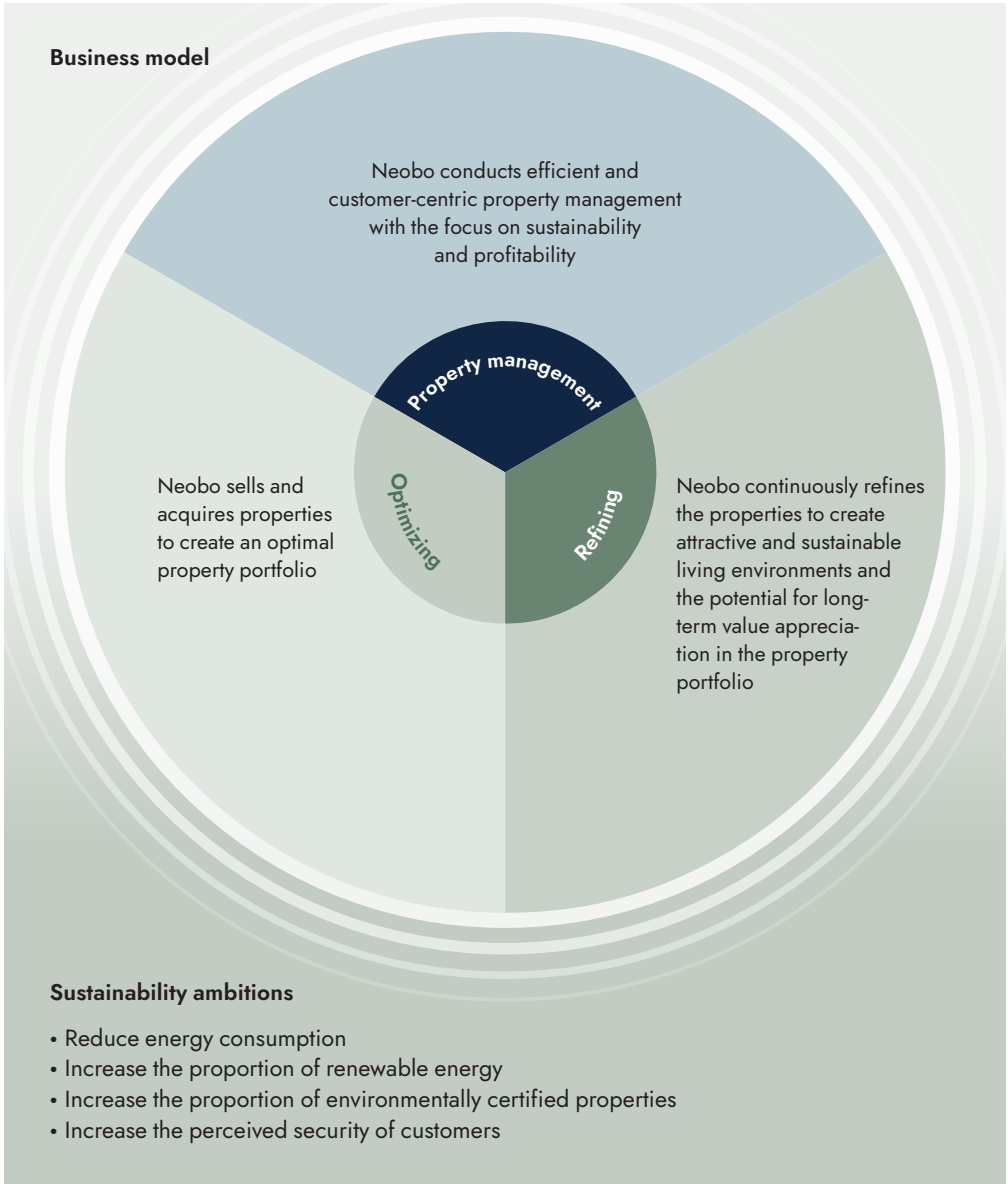 Business model
Neobo conducts efficient and
customer-centric property management
with the focus on sustainability
and profitability
Property management
Optimizing
Refining
Neobo sells and
acquires properties
to create an optimal
property portfolio
Neobo continuously refines
the properties to create
attractive and sustainable
living environments and
the potential for long-
term value apprecia-
tion in the property
portfolio
Sustainability ambitions
• Reduce energy consumption
• Increase the proportion of renewable energy
• Increase the proportion of environmentally certified properties
• Increase the perceived security of customers